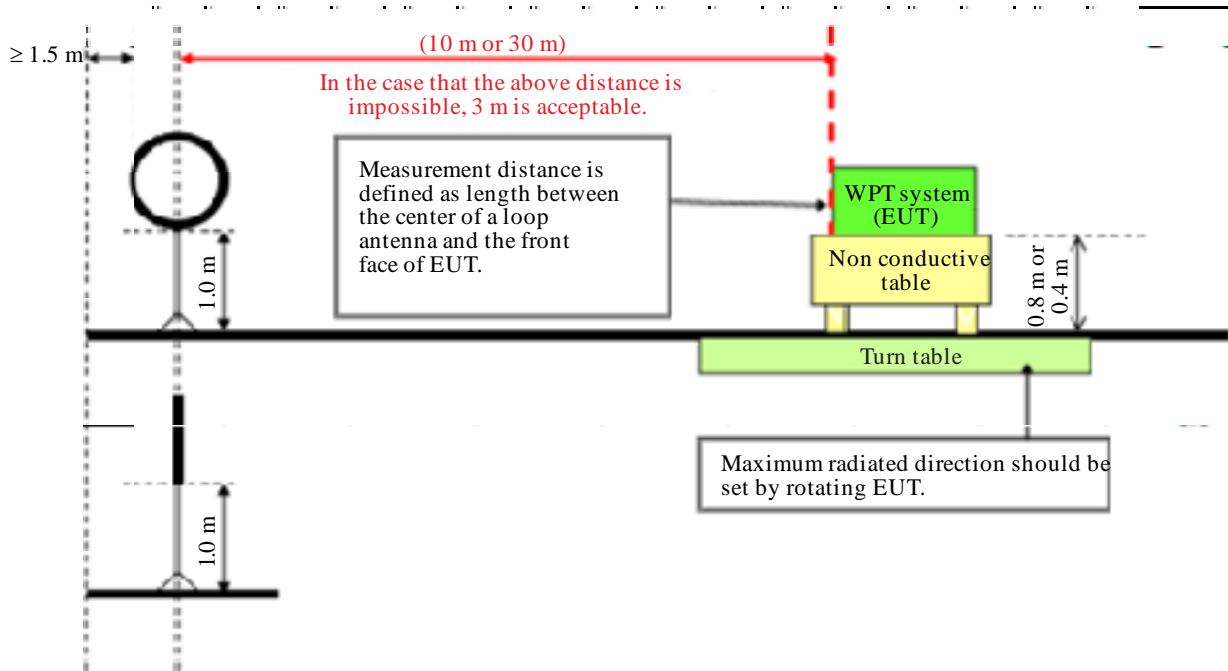 ≥ 1.5 m
(10 m or 30 m)
In the case that the above distance is
impossible, 3 m is acceptable.
Measurement distance is
defined as length between
the center of a loop
antenna and the front
face of EUT.
WPT system
(EUT)
Non conductive
table
1.0 m
0.8 m or
0.4 m
Turn table
Maximum radiated direction should be
set by rotating EUT.
1.0 m